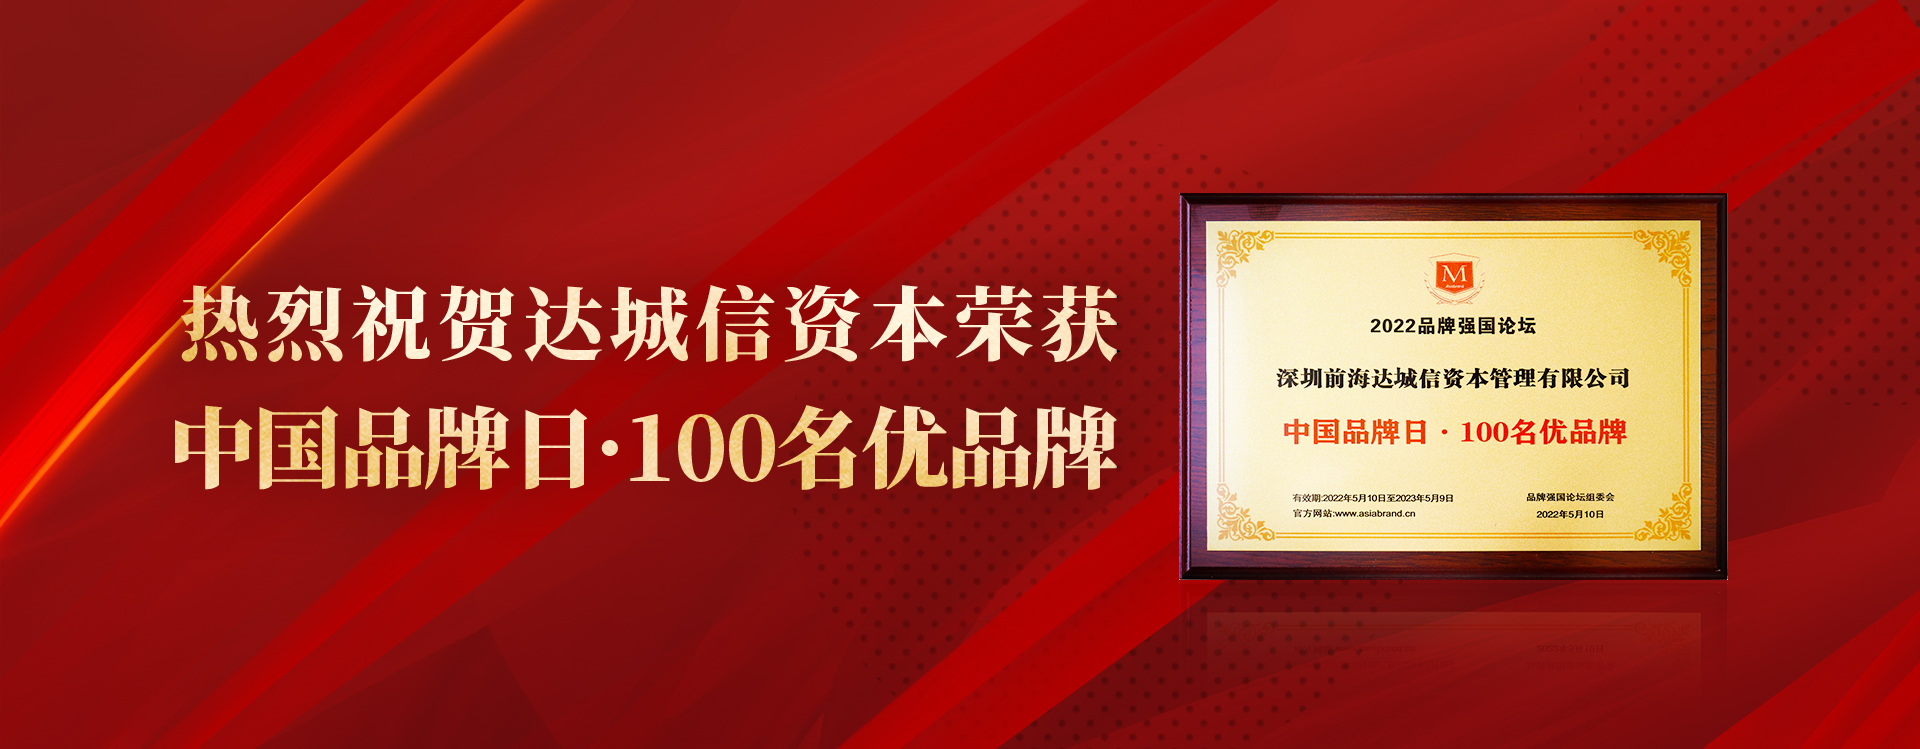 热烈祝贺达城信资本荣获
中国品牌日·100名优品牌
M
Asiabrand
2022品牌强国论坛
深圳前海达城信资本管理有限公司
中国品牌日·100名优品牌
有效期:2022年5月10日至2023年5月9日
官方网站:www.asiabrand.cn
品牌强国论坛组委会
2022年5月10日